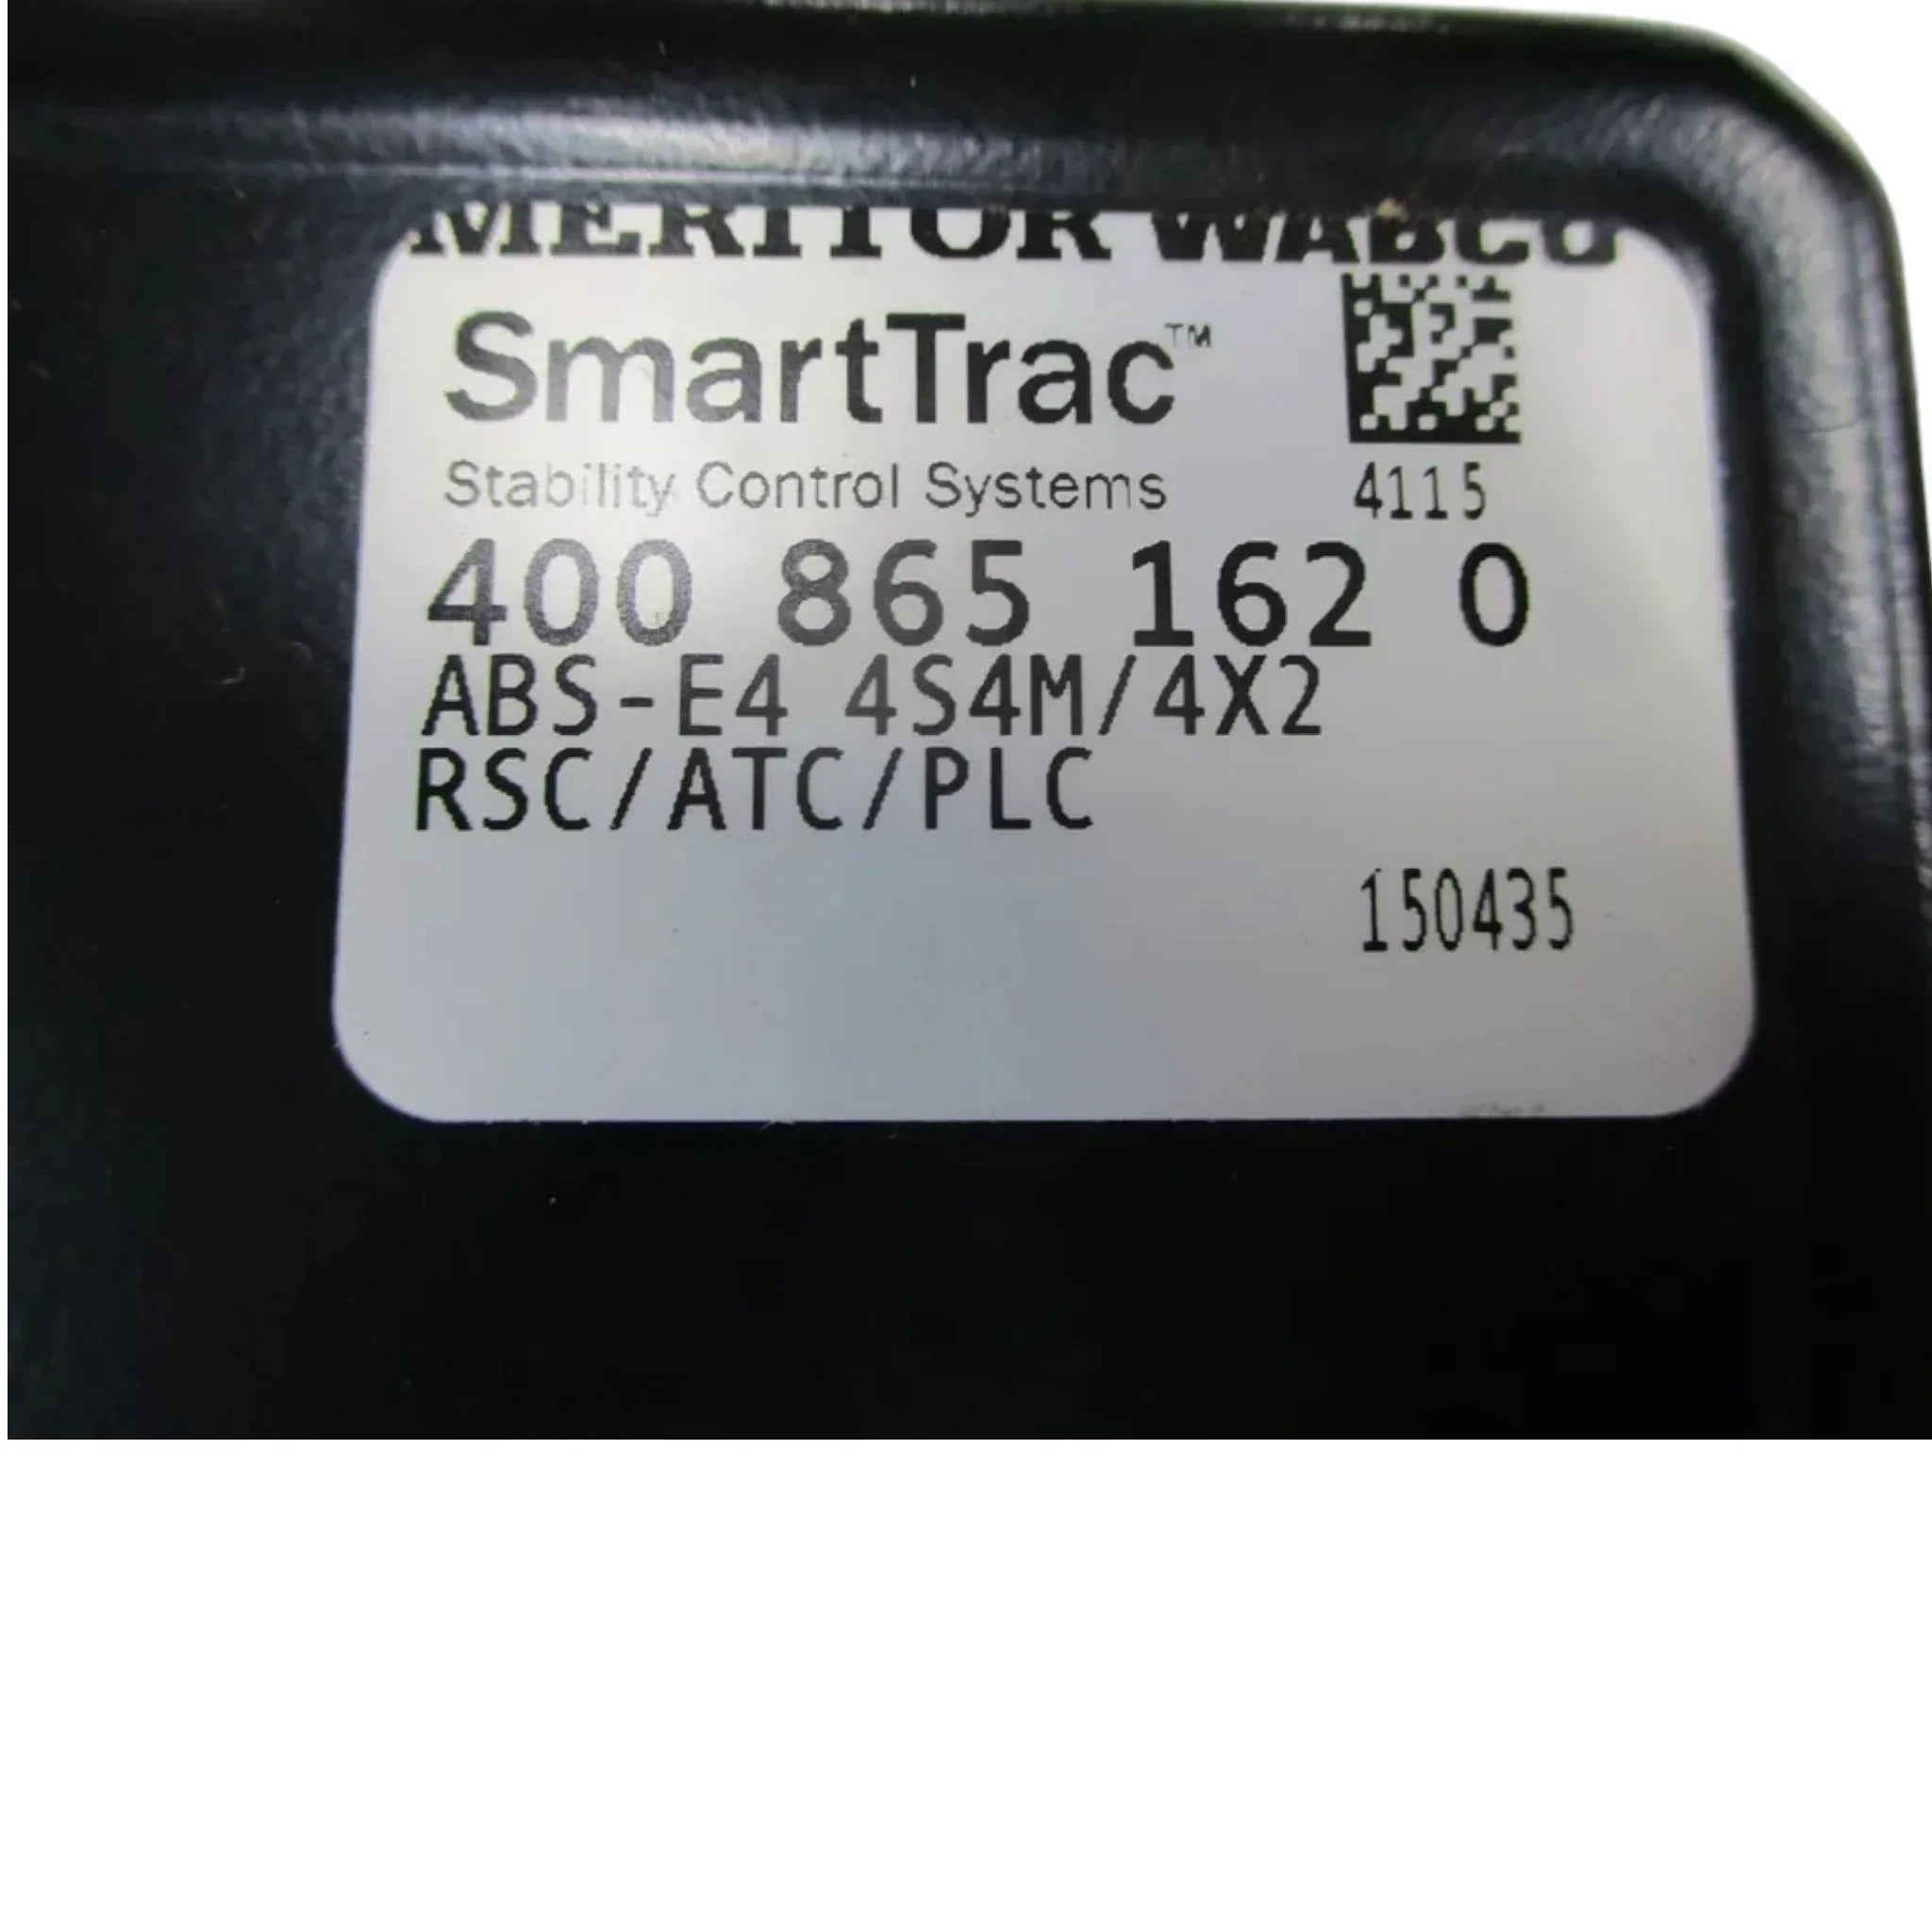 MERITOR WABCO
SmartTrac™
Stability Control Systems
4115
400 865 162 0
ABS-E4 4S4M/4X2
RSC/ATC/PLC
150435